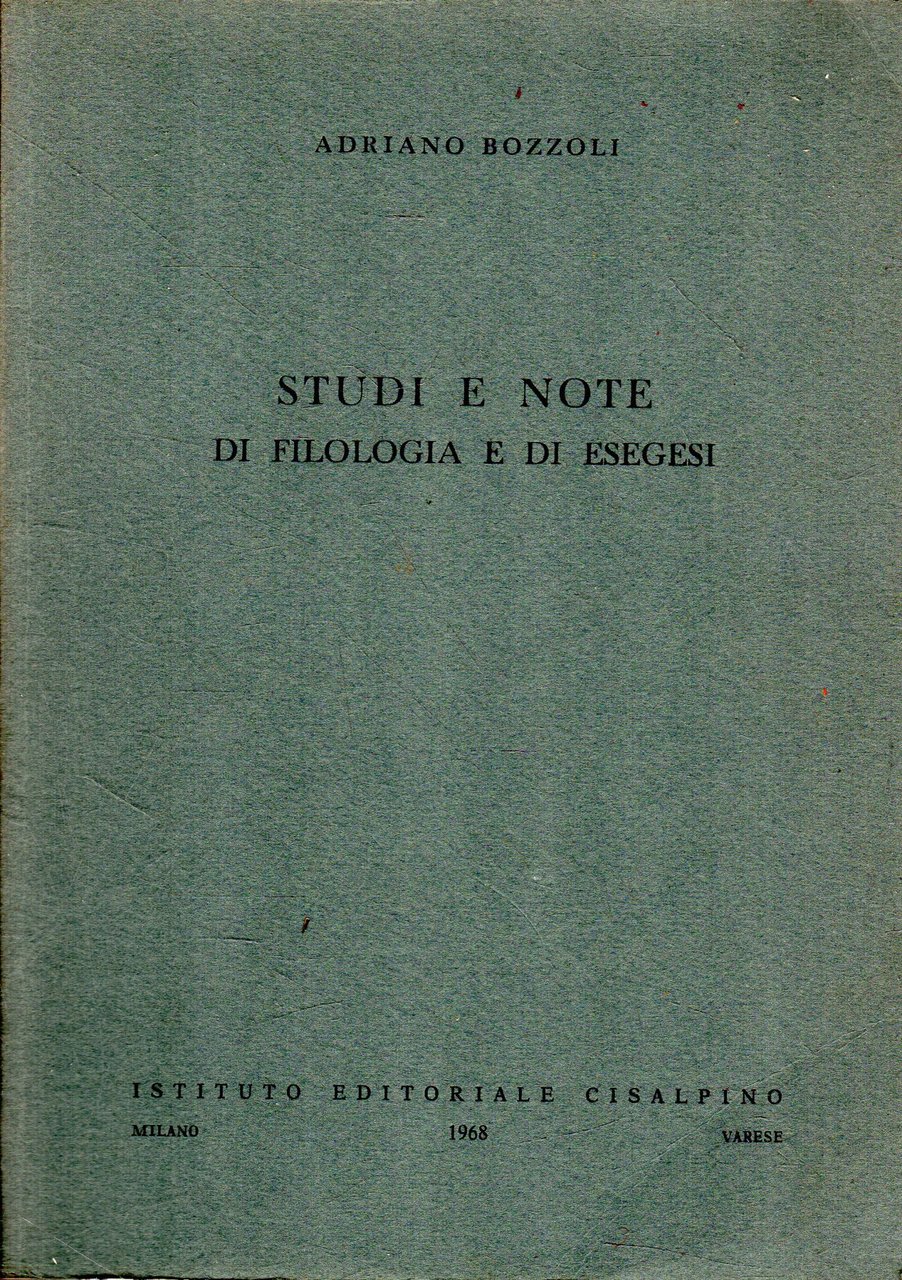 ADRIANO BOZZOLI
STUDI E NOTE
DI FILOLOGIA E DI ESEGESI
ISTITUTO EDITORIALE CISALPINO
MILANO 1968 VARESE